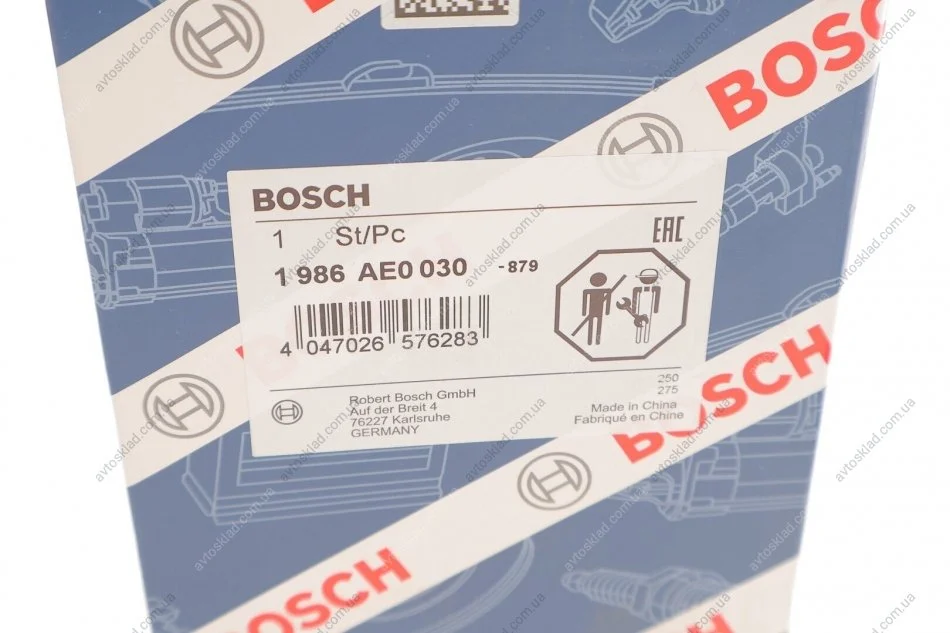 BOSCH
BOSCH
1 St/Pc
EAC
1 986 AE0 030 -879
4 047026 576283
Robert Bosch GmbH
Auf der Breit 4
76227 Karlsruhe
GERMANY
250
275
Made in China
Fabriqué en Chine
BOSCH
BOSCH
avtosklad.com.ua